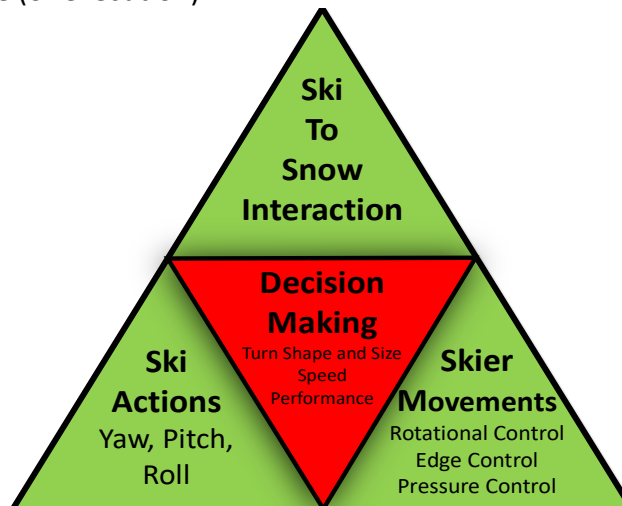 Ski
To
Snow
Interaction
Decision
Making
Turn Shape and Size
Speed
Performance
Ski
Actions
Yaw, Pitch,
Roll
Skier
Movements
Rotational Control
Edge Control
Pressure Control